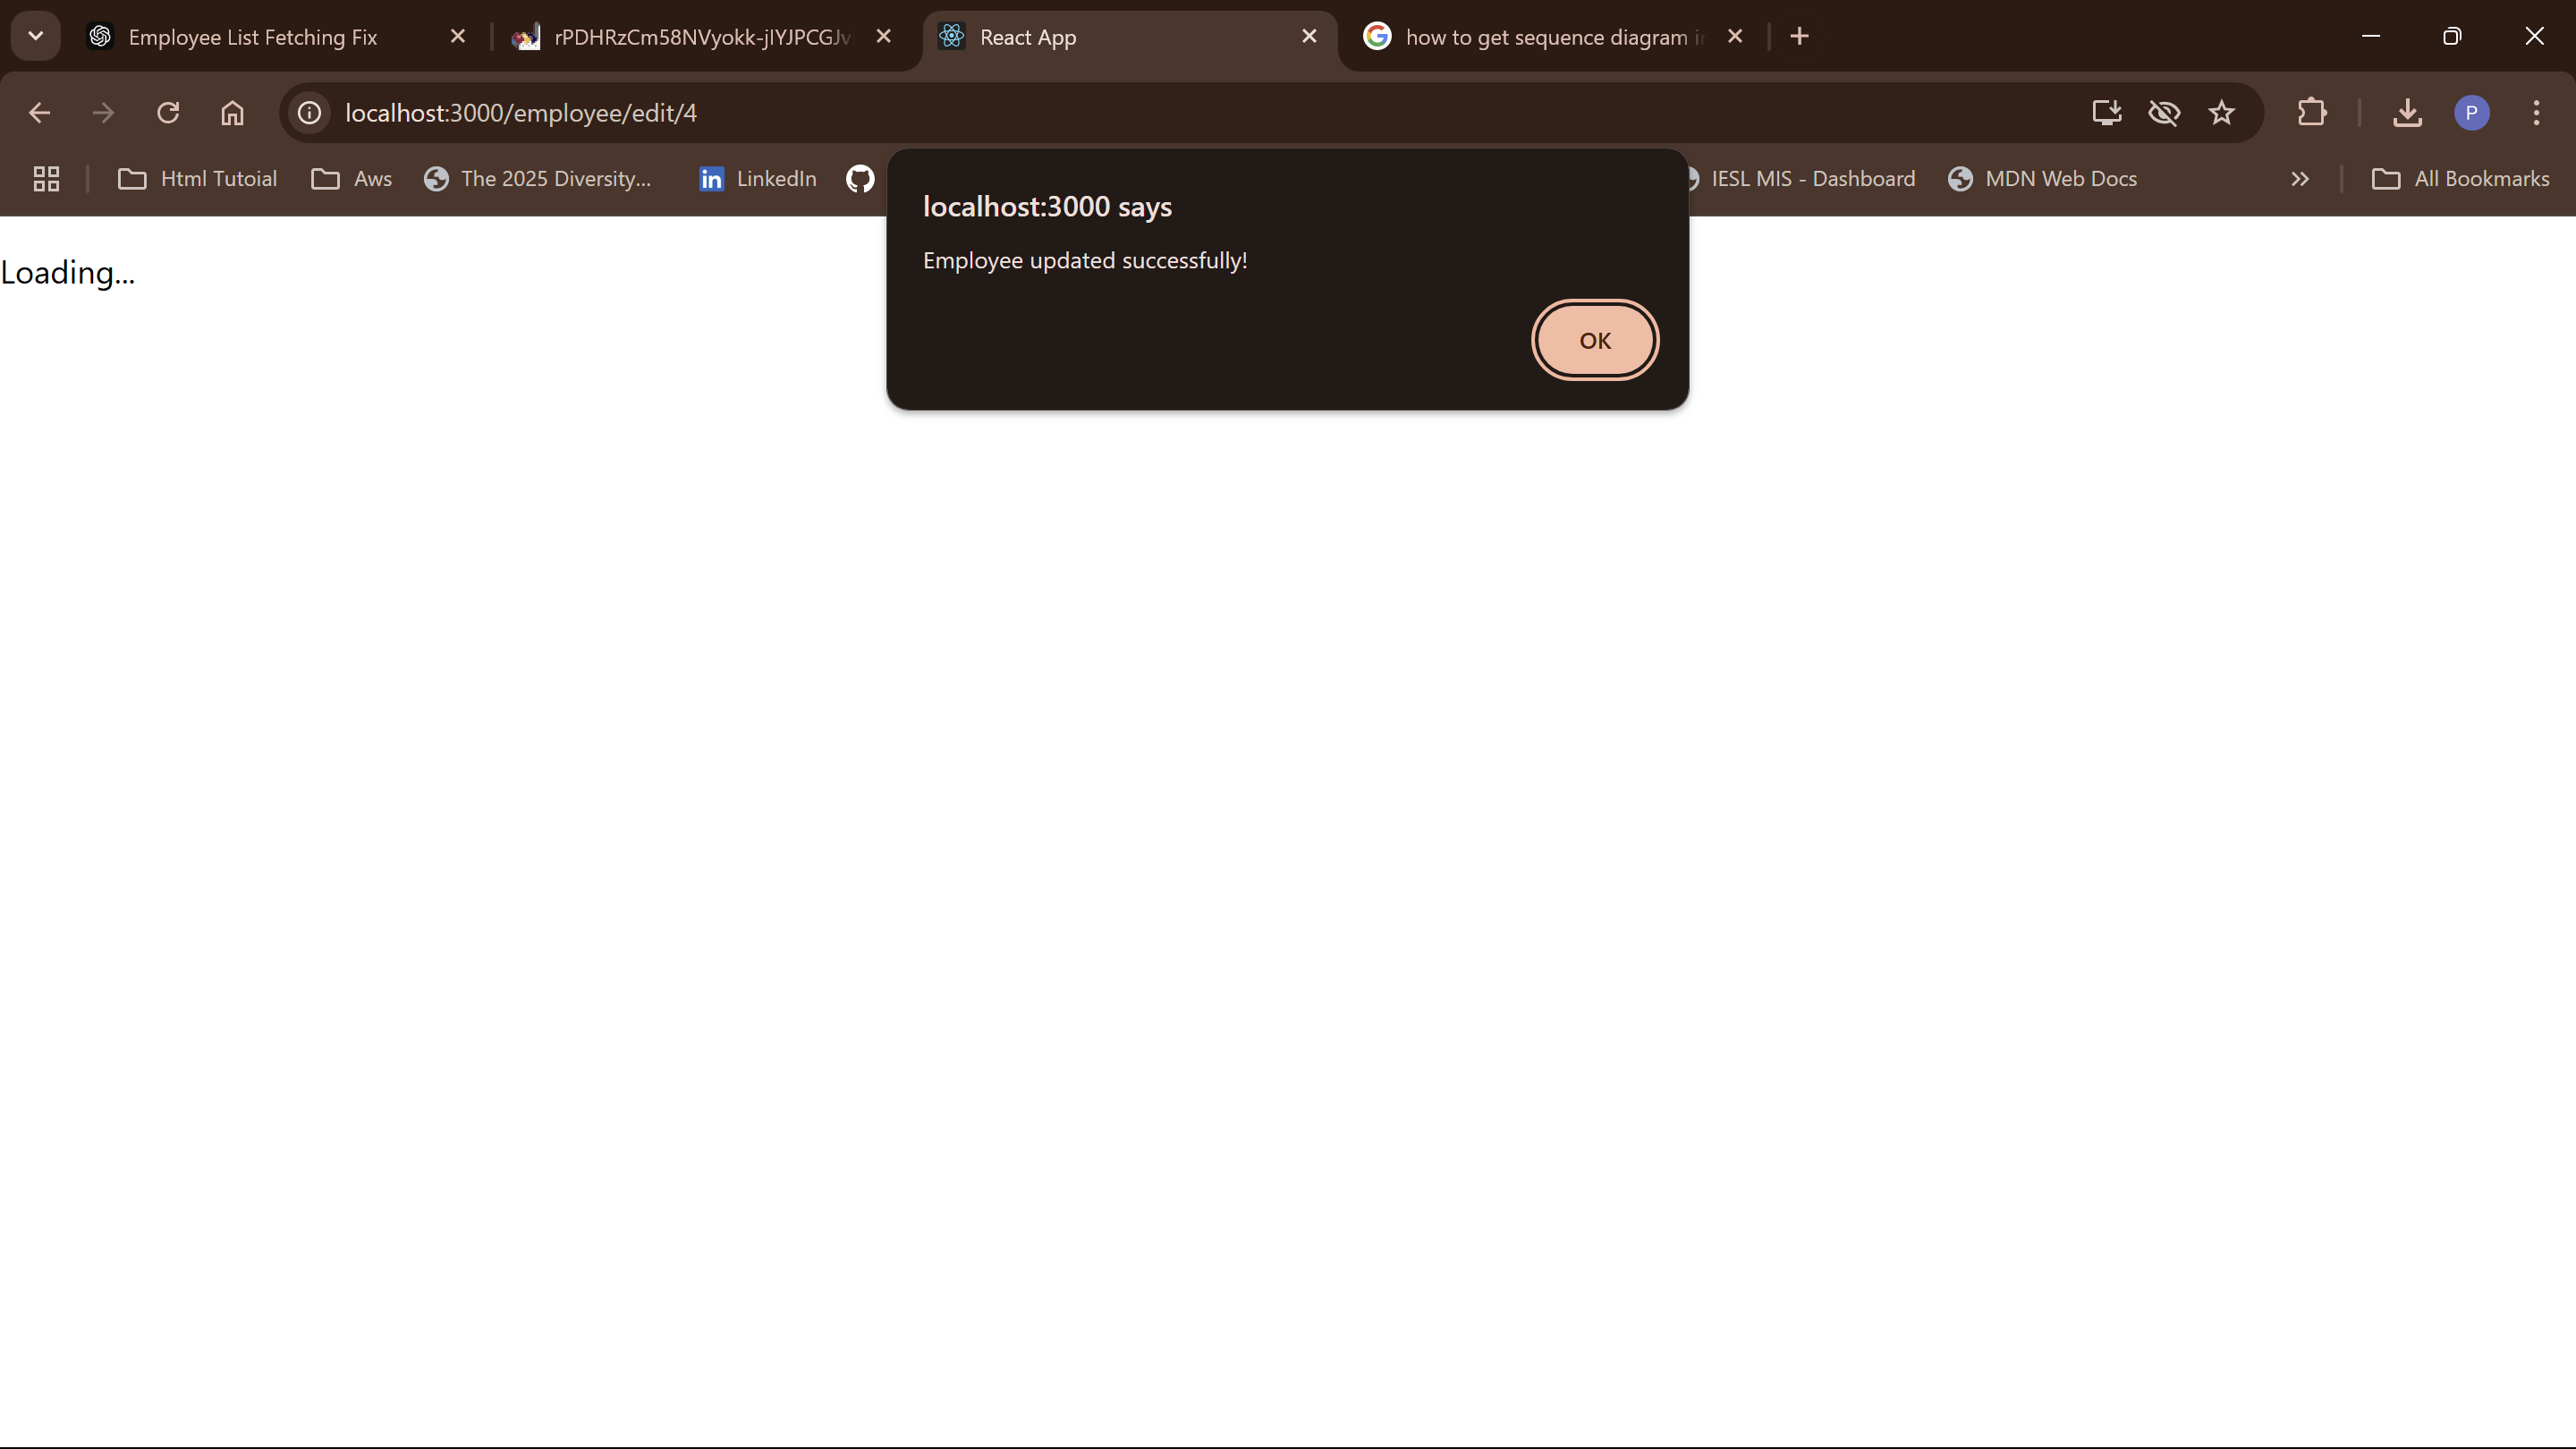 Employee List Fetching Fix
rPDHRzCm58NVyokk-jIYJPCGJv
React App
how to get sequence diagram i
localhost:3000/employee/edit/4
P
Html Tutoial
Aws
The 2025 Diversity...
in LinkedIn
IESL MIS - Dashboard
MDN Web Docs
All Bookmarks
localhost:3000 says
Employee updated successfully!
OK
Loading...